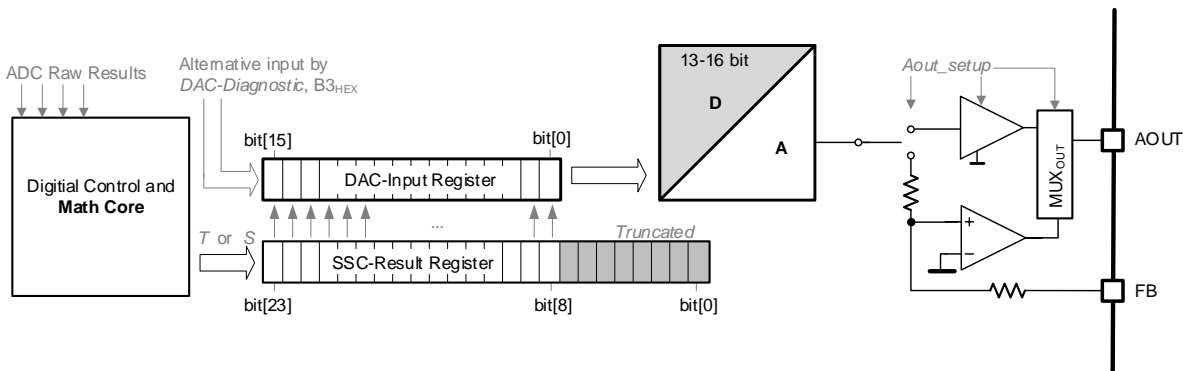 ADC Raw Results
Digitial Control and
Math Core
Alternative input by
DAC-Diagnostic, B3HEX
bit[15]
bit[0]
DAC-Input Register
...
T or S
Truncated
SSC-Result Register
bit[23]
bit[8]
bit[0]
13-16 bit
D
A
Aout_setup
MUXOUT
+
−
AOUT
FB